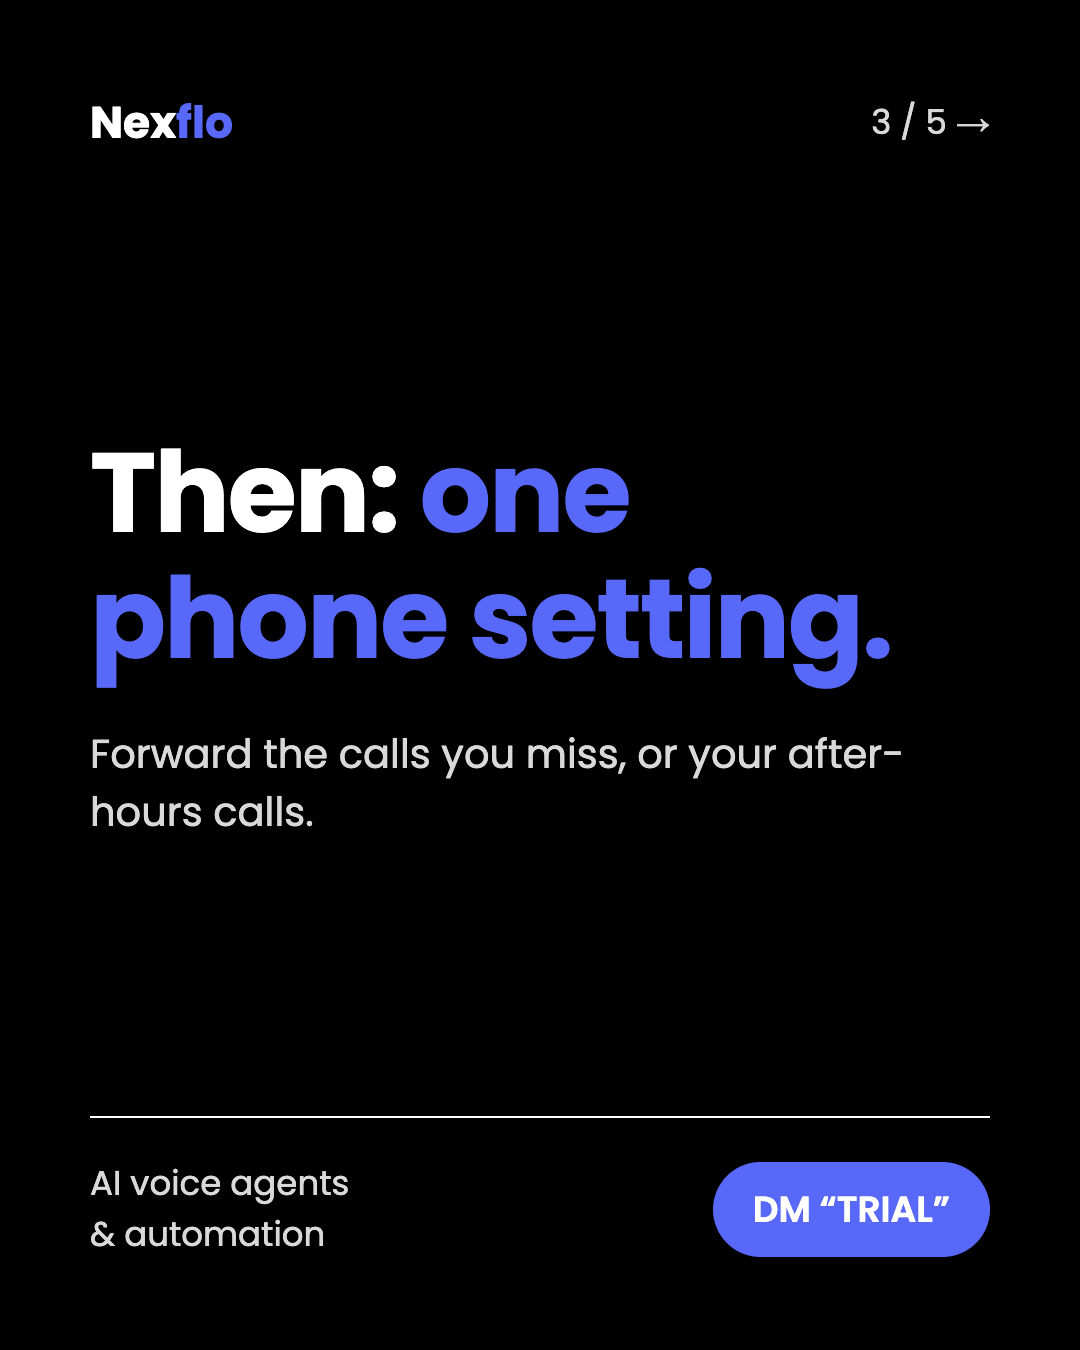 Nexflo
3 / 5 →
Then: one
phone setting.
Forward the calls you miss, or your after-
hours calls.
AI voice agents
& automation
DM “TRIAL”